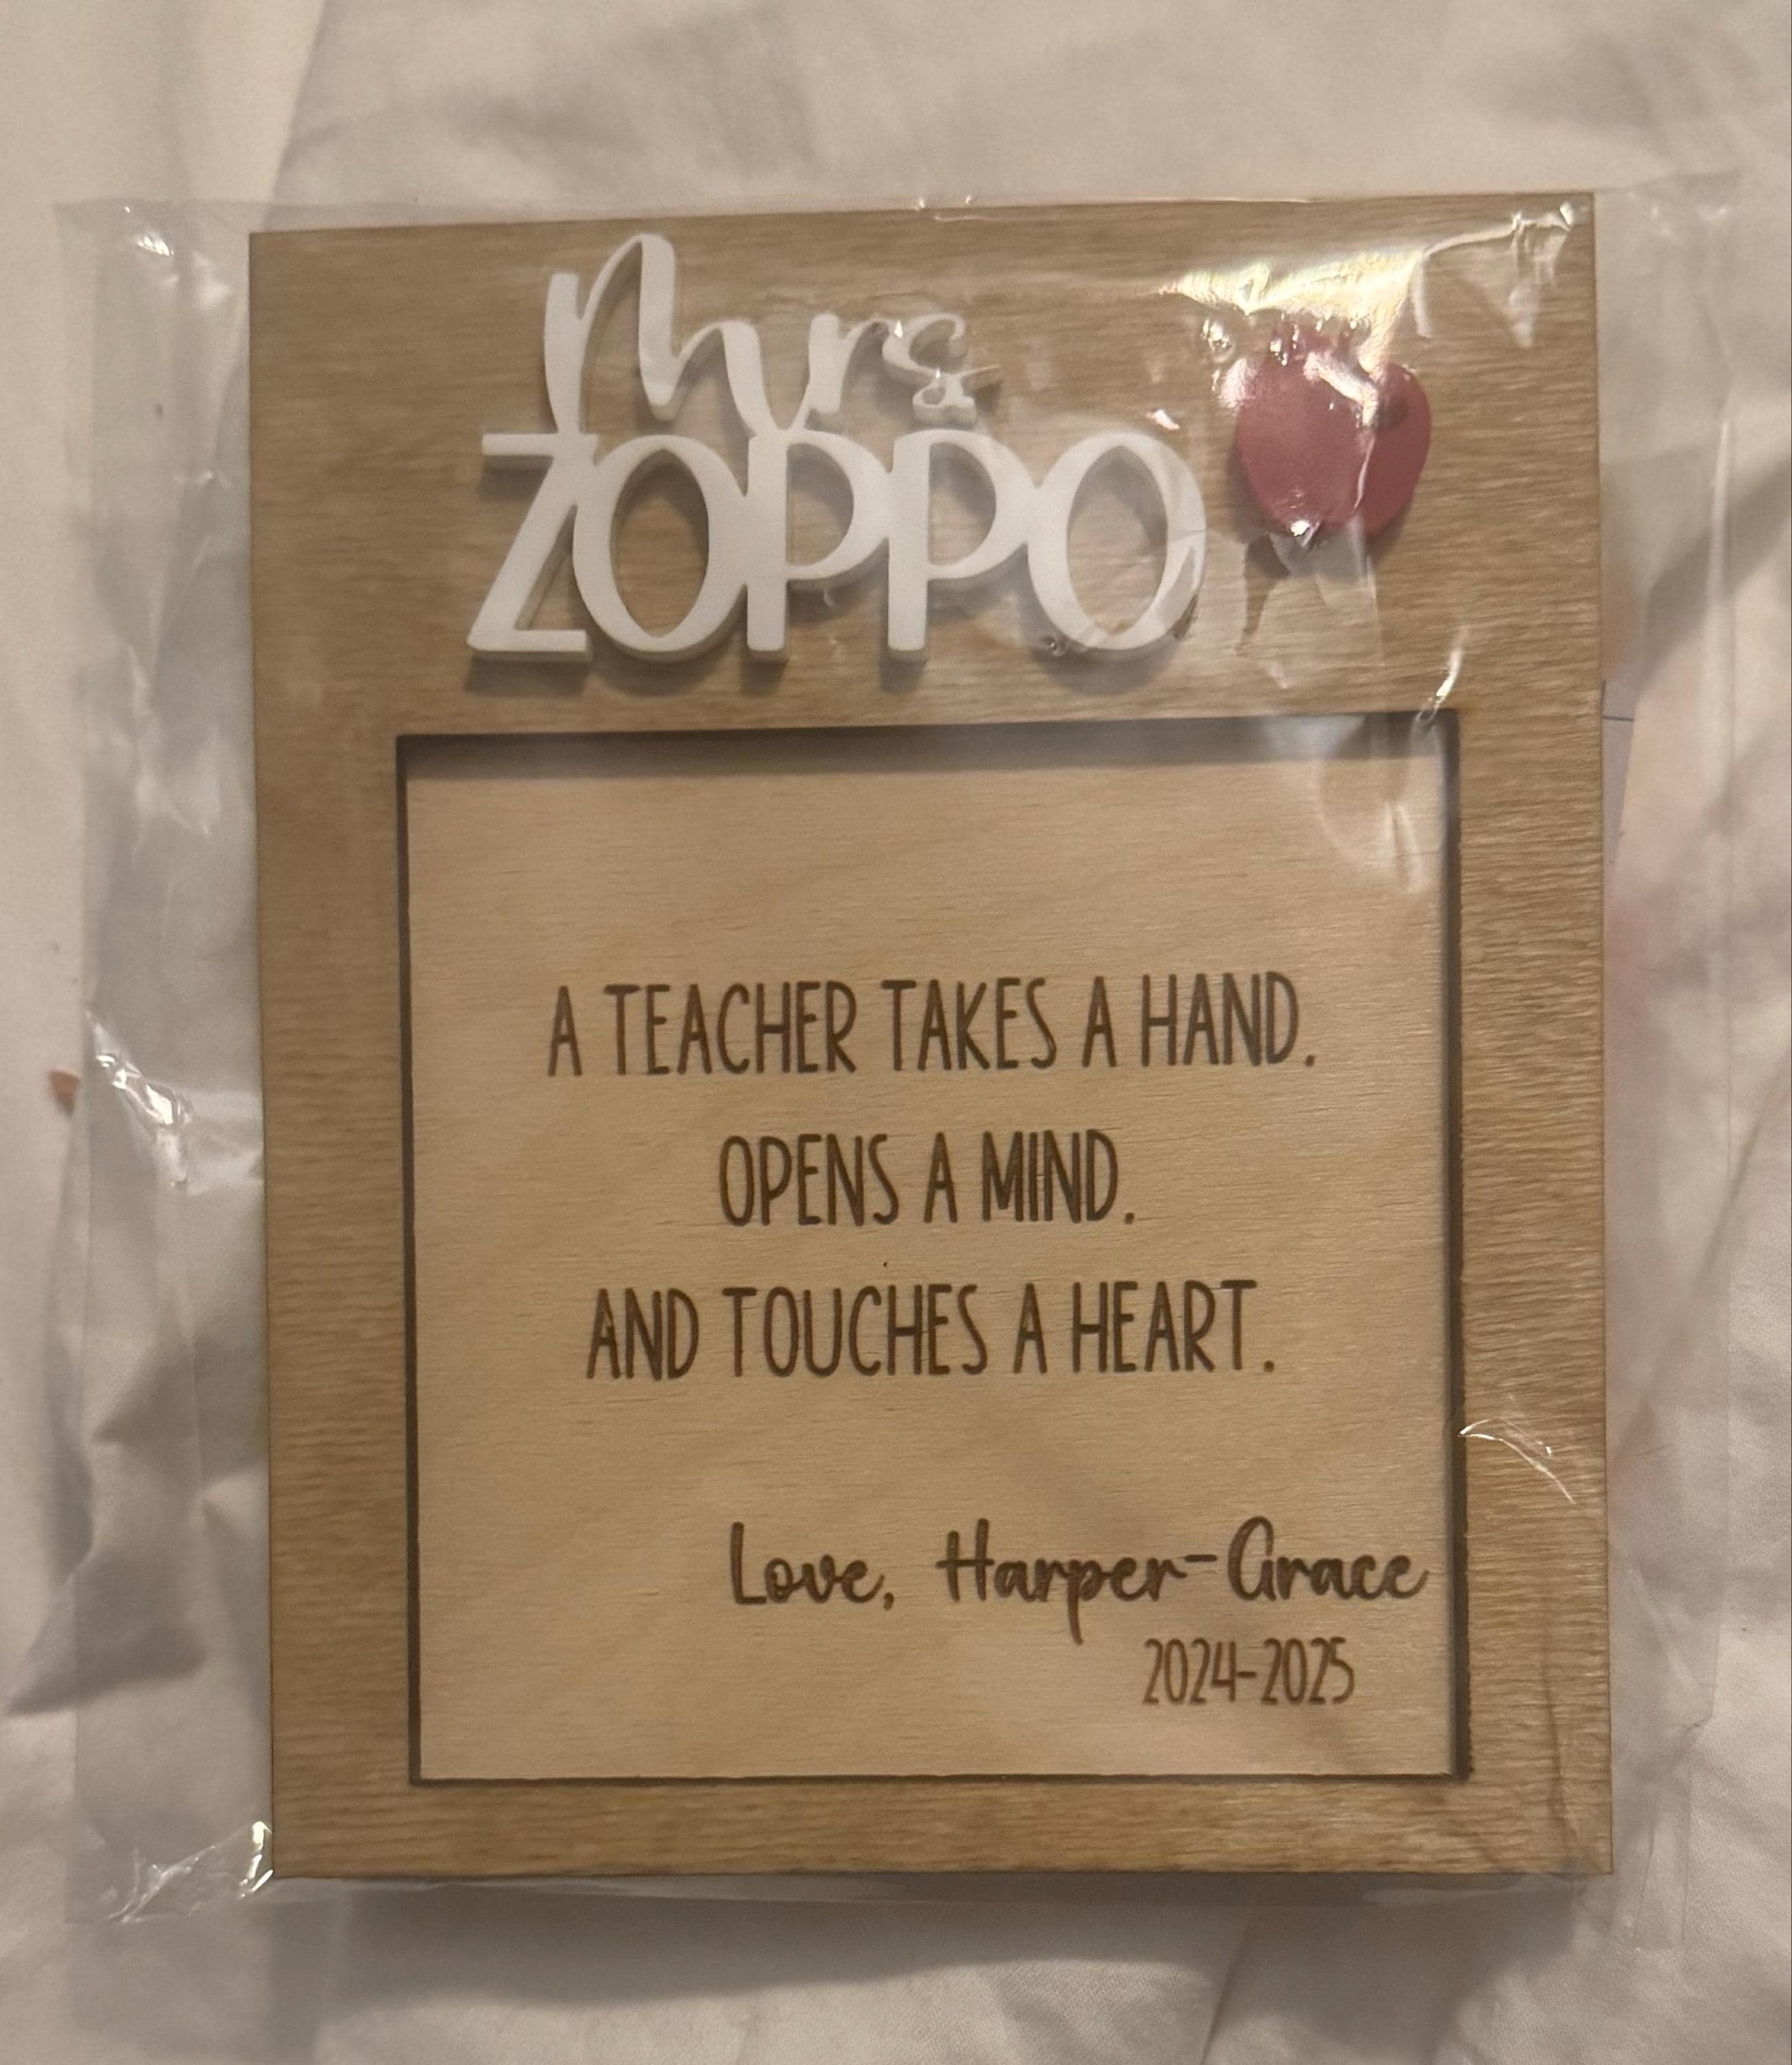 Mrs
ZOPPO
A TEACHER TAKES A HAND.
OPENS A MIND.
AND TOUCHES A HEART.
Love, Harper-Grace
2024-2025